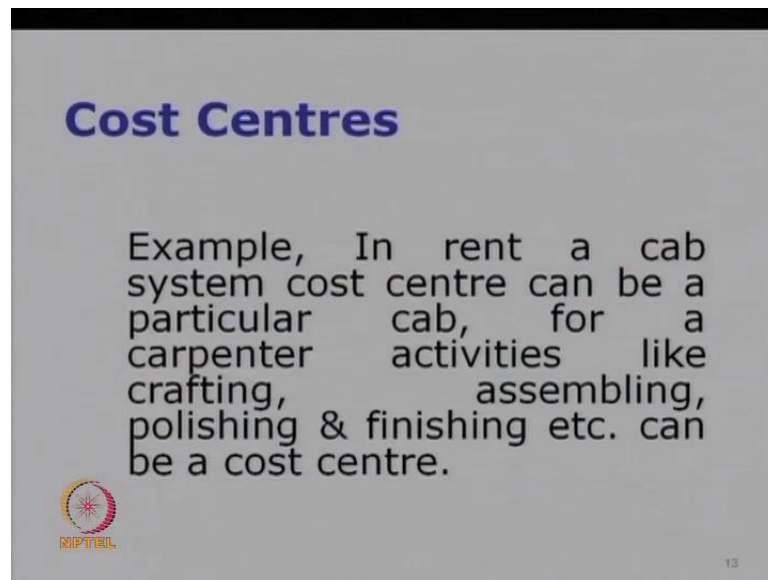 Cost Centres
Example, In rent a cab
system cost centre can be a
particular cab, for a
carpenter activities like
crafting, assembling,
polishing & finishing etc. can
be a cost centre.
NPTEL
13